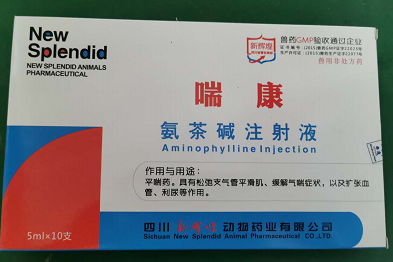 New
Splendid
NEW SPLENDID ANIMALS
PHARMACEUTICAL
新辉煌
兽药GMP验收通过企业
兽用非处方药
喘 康
氨茶碱注射液
Aminophylline Injection
作用与用途:
平喘药。具有松弛支气管平滑肌、缓解气喘症状,以及扩张血
管、利尿等作用。
5ml×10支
四川新辉煌动物药业有限公司
Sichuan New Splendid Animal Pharmaceutical CO.,LTD.